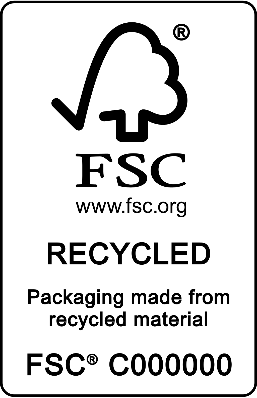 ®
FSC
www.fsc.org
RECYCLED
Packaging made from
recycled material
FSC® C000000